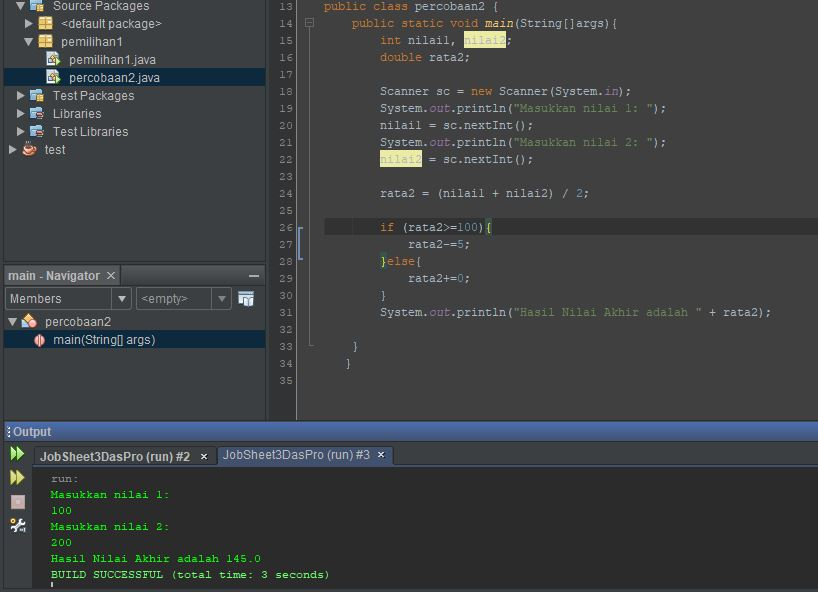 Source Packages
<default package>
pemilihan1
pemilihan1.java
percobaan2.java
Test Packages
Libraries
Test Libraries
test
main - Navigator
Members
<empty>
percobaan2
main(String[] args)
13 public class percobaan2 {
14 public static void main(String[]args){
15 int nilai1, nilai2;
16 double rata2;
17
18 Scanner sc = new Scanner(System.in);
19 System.out.println("Masukkan nilai 1: ");
20 nilai1 = sc.nextInt();
21 System.out.println("Masukkan nilai 2: ");
22 nilai2 = sc.nextInt();
23
24 rata2 = (nilai1 + nilai2) / 2;
25
26 if (rata2>=100){
27 rata2-=5;
28 }else{
29 rata2+=0;
30 }
31 System.out.println("Hasil Nilai Akhir adalah " + rata2);
32
33 }
34 }
35
Output
JobSheet3DasPro (run) #2
JobSheet3DasPro (run) #3
run:
Masukkan nilai 1:
100
Masukkan nilai 2:
200
Hasil Nilai Akhir adalah 145.0
BUILD SUCCESSFUL (total time: 3 seconds)